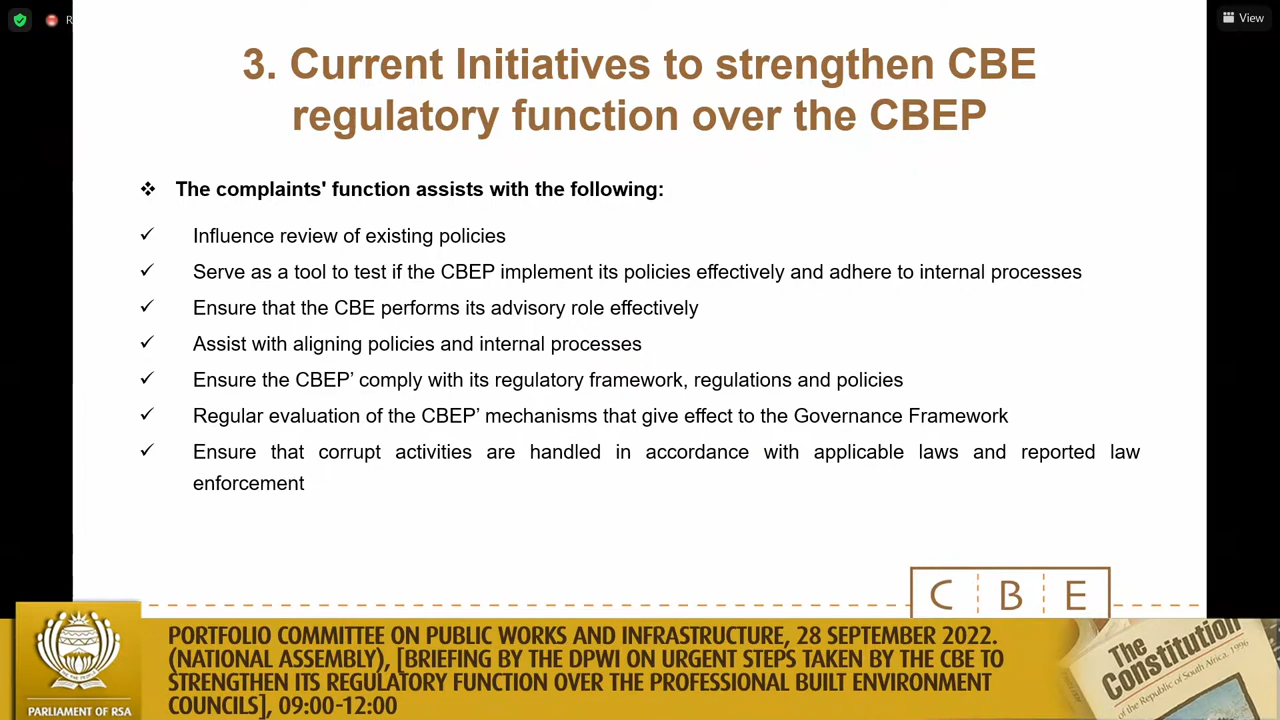 R
View
3. Current Initiatives to strengthen CBE
regulatory function over the CBEP
❖ The complaints' function assists with the following:
✓ Influence review of existing policies
✓ Serve as a tool to test if the CBEP implement its policies effectively and adhere to internal processes
✓ Ensure that the CBE performs its advisory role effectively
✓ Assist with aligning policies and internal processes
✓ Ensure the CBEP’ comply with its regulatory framework, regulations and policies
✓ Regular evaluation of the CBEP’ mechanisms that give effect to the Governance Framework
✓ Ensure that corrupt activities are handled in accordance with applicable laws and reported law
enforcement
C B E
PORTFOLIO COMMITTEE ON PUBLIC WORKS AND INFRASTRUCTURE, 28 SEPTEMBER 2022.
(NATIONAL ASSEMBLY), [BRIEFING BY THE DPWI ON URGENT STEPS TAKEN BY THE CBE TO
STRENGTHEN ITS REGULATORY FUNCTION OVER THE PROFESSIONAL BUILT ENVIRONMENT
COUNCILS], 09:00-12:00
PARLIAMENT OF RSA
The
Constitution
of the Republic of South Africa, 1996